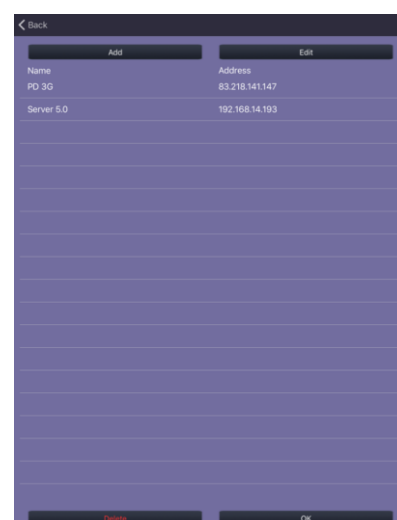 Back
Add Edit
Name Address
PD 3G 83.218.141.147
Server 5.0 192.168.14.193
Delete OK